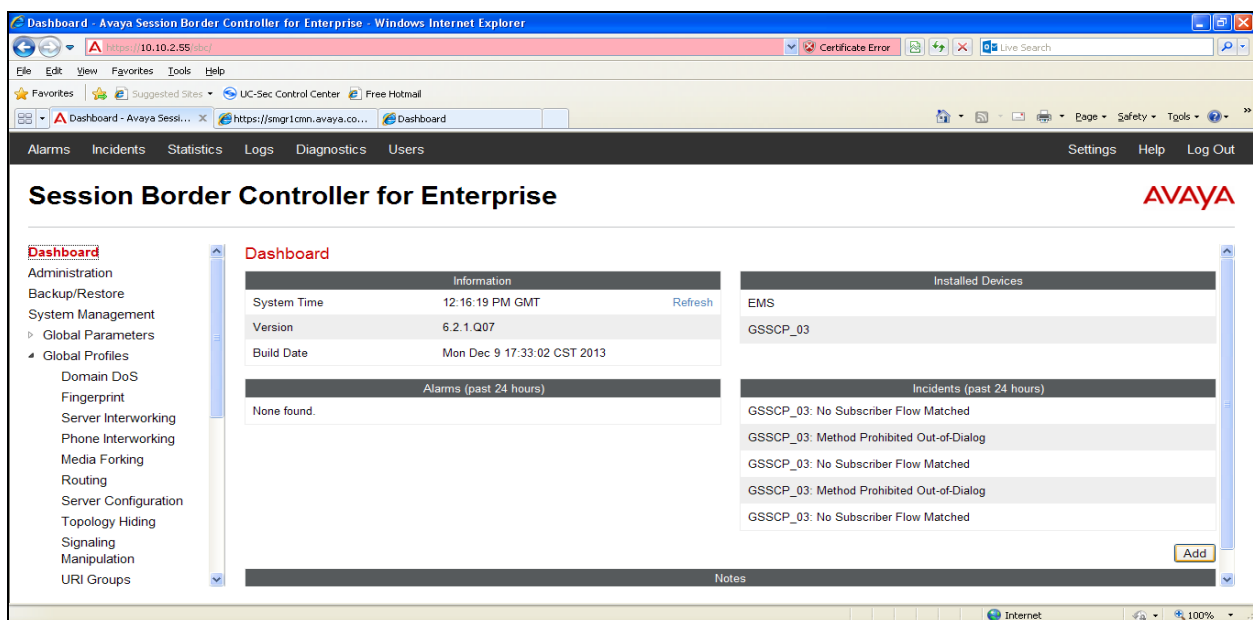 Dashboard - Avaya Session Border Controller for Enterprise - Windows Internet Explorer
https://10.10.2.55/sbc/
Certificate Error
Live Search
File Edit View Favorites Tools Help
Favorites Suggested Sites UC-Sec Control Center Free Hotmail
Dashboard - Avaya Sessi... https://smgr1cmn.avaya.co... Dashboard
Page Safety Tools
Alarms Incidents Statistics Logs Diagnostics Users Settings Help Log Out
Session Border Controller for Enterprise
AVAYA
Dashboard
Administration
Backup/Restore
System Management
Global Parameters
Global Profiles
Domain DoS
Fingerprint
Server Interworking
Phone Interworking
Media Forking
Routing
Server Configuration
Topology Hiding
Signaling
Manipulation
URI Groups
Dashboard
Information
System Time 12:16:19 PM GMT Refresh
Version 6.2.1.Q07
Build Date Mon Dec 9 17:33:02 CST 2013
Installed Devices
EMS
GSSCP_03
Alarms (past 24 hours)
None found.
Incidents (past 24 hours)
GSSCP_03: No Subscriber Flow Matched
GSSCP_03: Method Prohibited Out-of-Dialog
GSSCP_03: No Subscriber Flow Matched
GSSCP_03: Method Prohibited Out-of-Dialog
GSSCP_03: No Subscriber Flow Matched
Add
Notes
Internet
100%